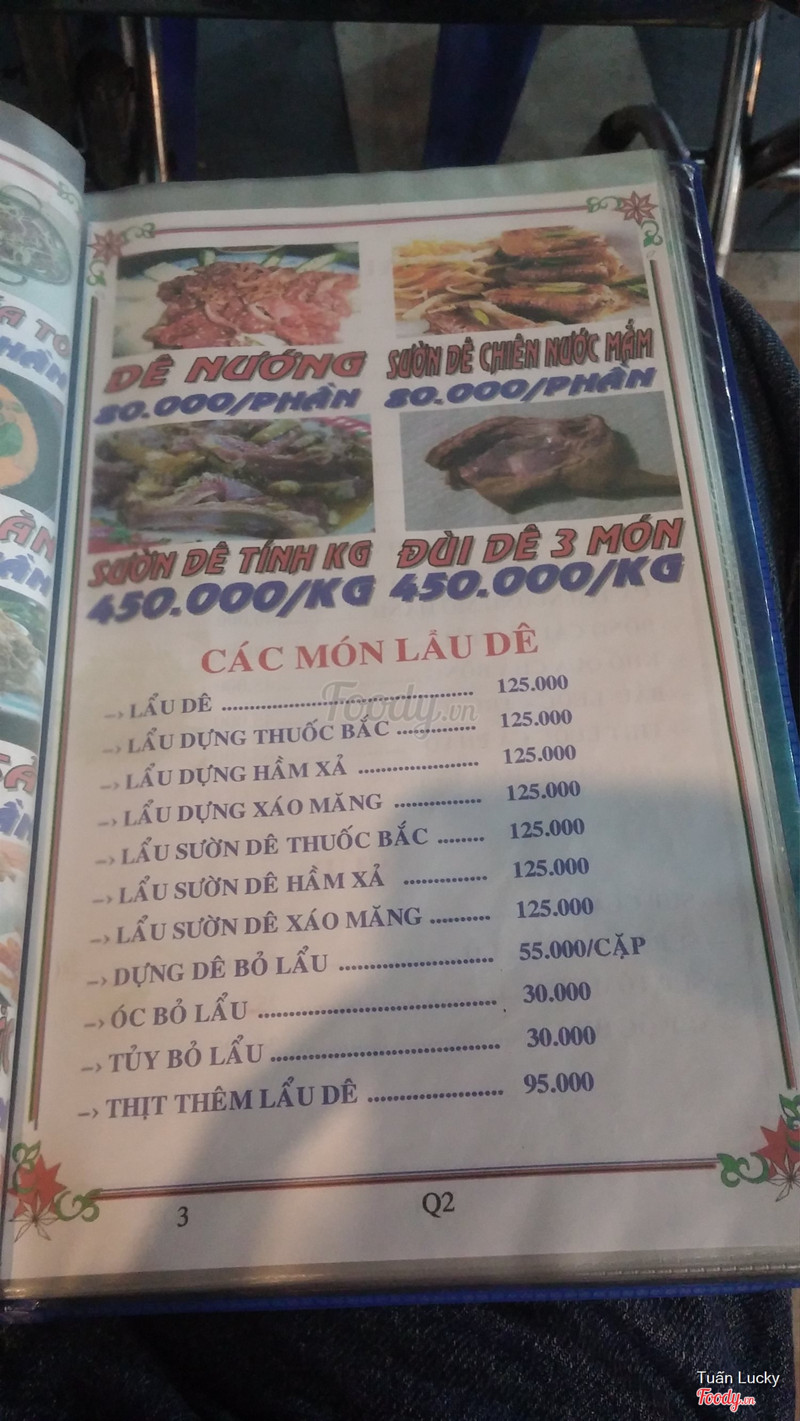 DÊ NƯỚNG
80.000/PHẦN
SƯỜN DÊ CHIÊN NƯỚC MẮM
80.000/PHẦN
SƯỜN DÊ TÍNH KG
450.000/KG
ĐÙI DÊ 3 MÓN
450.000/KG
CÁC MÓN LẨU DÊ
Foody.vn
–› LẨU DÊ ........................................ 125.000
–› LẨU DỰNG THUỐC BẮC ............. 125.000
–› LẨU DỰNG HẦM XẢ ................... 125.000
–› LẨU DỰNG XÁO MĂNG .............. 125.000
–› LẨU SƯỜN DÊ THUỐC BẮC ........ 125.000
–› LẨU SƯỜN DÊ HẦM XẢ .............. 125.000
–› LẨU SƯỜN DÊ XÁO MĂNG .......... 125.000
–› DỰNG DÊ BỎ LẨU ......................... 55.000/CẶP
–› ÓC BỎ LẨU ...................................... 30.000
–› TỦY BỎ LẨU .................................... 30.000
–› THỊT THÊM LẨU DÊ ...................... 95.000
3
Q2
Tuấn Lucky
Foody.vn